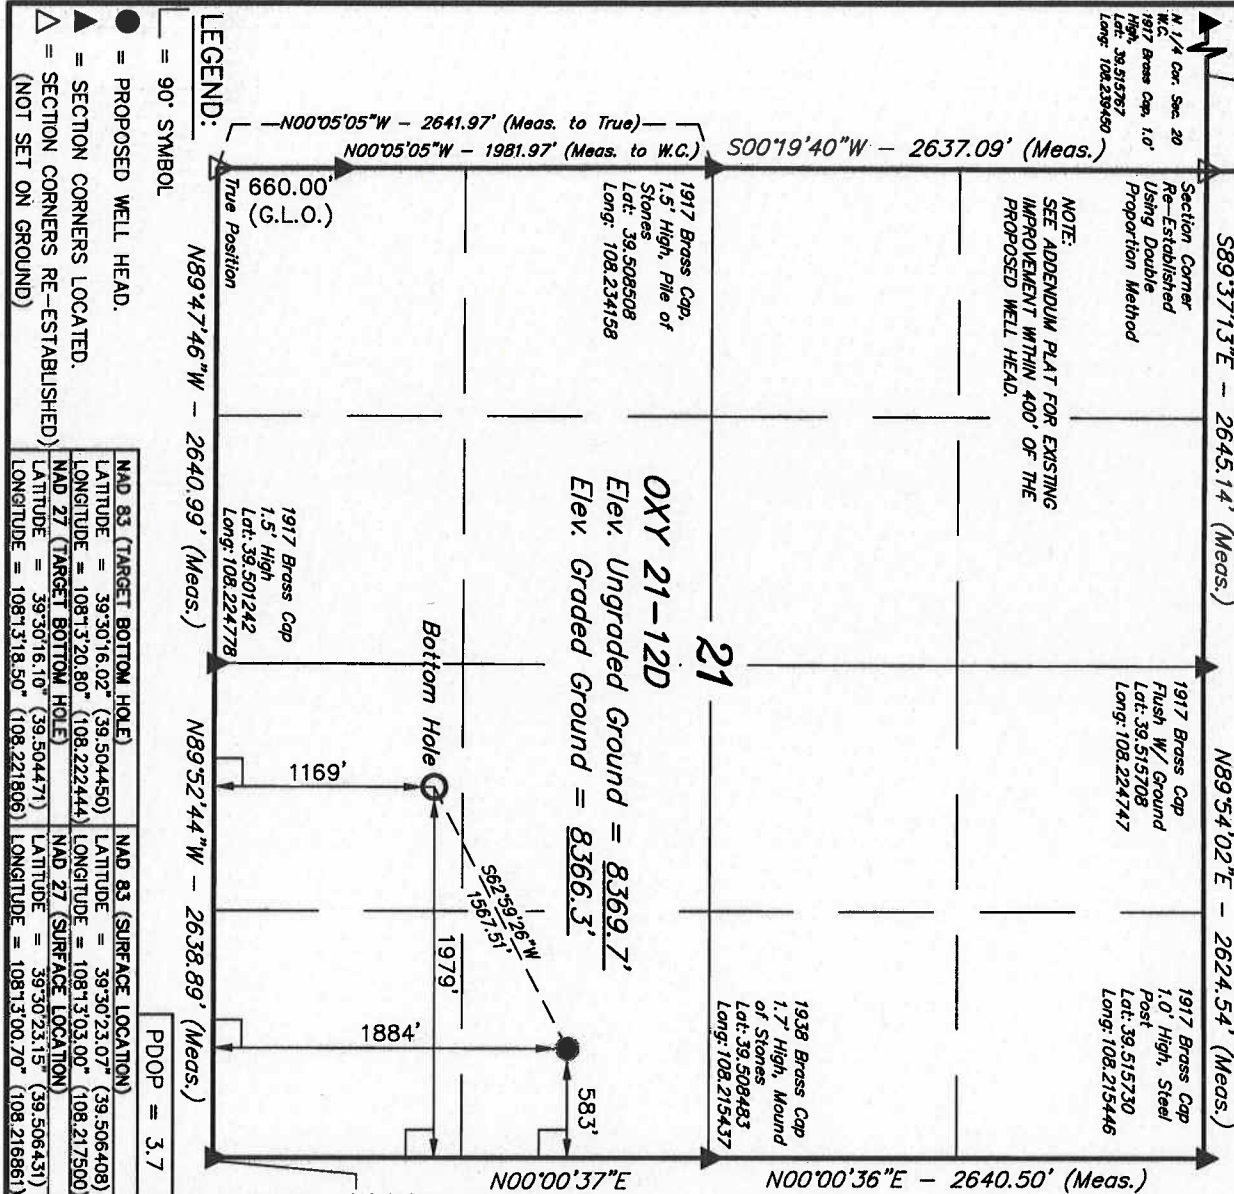 S89°37'13"E - 2645.14' (Meas.)
N89°54'02"E - 2624.54' (Meas.)
N 1/4 Cor. Sec. 20
W.C.
1917 Brass Cap, 1.0'
High,
Lat: 39.515767
Long: 108.239450
Section Corner
Re-Established
Using Double
Proportion Method
1917 Brass Cap
Flush W/ Ground
Lat: 39.515708
Long: 108.224747
1917 Brass Cap
1.0' High, Steel
Post
Lat: 39.515730
Long: 108.215446
NOTE:
SEE ADDENDUM PLAT FOR EXISTING
IMPROVEMENT WITHIN 400' OF THE
PROPOSED WELL HEAD.
S00°19'40"W - 2637.09' (Meas.)
N00°00'36"E - 2640.50' (Meas.)
1917 Brass Cap,
1.5' High, Pile of
Stones
Lat: 39.508508
Long: 108.234158
21
1938 Brass Cap
1.7' High, Mound
of Stones
Lat: 39.508483
Long: 108.215437
OXY 21-12D
Elev. Ungraded Ground = 8369.7'
Elev. Graded Ground = 8366.3'
N00°05'05"W - 2641.97' (Meas. to True)
N00°05'05"W - 1981.97' (Meas. to W.C.)
N00°00'37"E
583'
1884'
S62°59'26"W
1567.51'
1979'
Bottom Hole
1169'
660.00'
(G.L.O.)
True Position
1917 Brass Cap
1.5' High
Lat: 39.501242
Long: 108.224778
N89°47'46"W - 2640.99' (Meas.)
N89°52'44"W - 2638.89' (Meas.)
PDOP = 3.7
LEGEND:
= 90° SYMBOL
= PROPOSED WELL HEAD.
= SECTION CORNERS LOCATED.
= SECTION CORNERS RE-ESTABLISHED
(NOT SET ON GROUND)
NAD 83 (TARGET BOTTOM HOLE)
LATITUDE = 39°30'16.02" (39.504450)
LONGITUDE = 108°13'20.80" (108.222444)
NAD 27 (TARGET BOTTOM HOLE)
LATITUDE = 39°30'16.10" (39.504471)
LONGITUDE = 108°13'18.50" (108.221806)
NAD 83 (SURFACE LOCATION)
LATITUDE = 39°30'23.07" (39.506408)
LONGITUDE = 108°13'03.00" (108.217500)
NAD 27 (SURFACE LOCATION)
LATITUDE = 39°30'23.15" (39.506431)
LONGITUDE = 108°13'00.70" (108.216861)